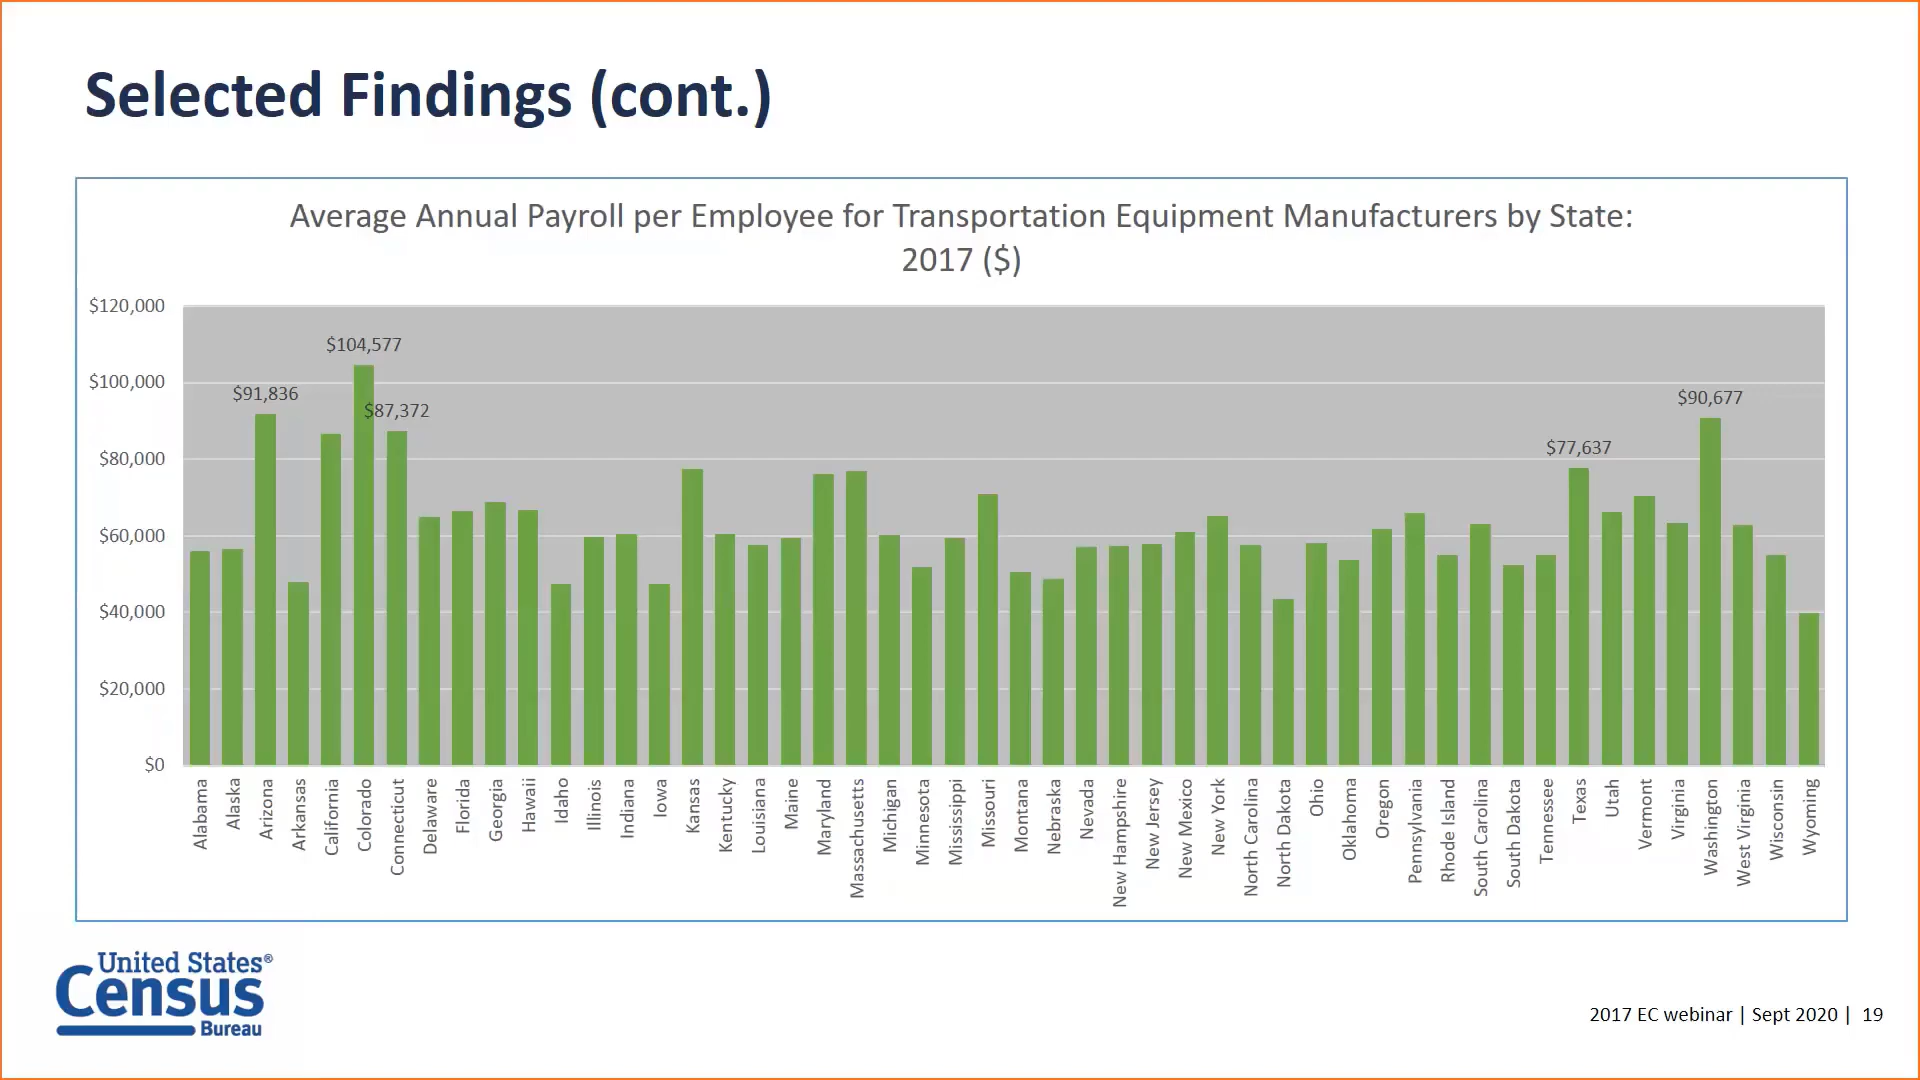 Selected Findings (cont.)
Average Annual Payroll per Employee for Transportation Equipment Manufacturers by State:
2017 ($)
$120,000
$100,000
$80,000
$60,000
$40,000
$20,000
$0
$91,836
$104,577
$87,372
$77,637
$90,677
Alabama
Alaska
Arizona
Arkansas
California
Colorado
Connecticut
Delaware
Florida
Georgia
Hawaii
Idaho
Illinois
Indiana
Iowa
Kansas
Kentucky
Louisiana
Maine
Maryland
Massachusetts
Michigan
Minnesota
Mississippi
Missouri
Montana
Nebraska
Nevada
New Hampshire
New Jersey
New Mexico
New York
North Carolina
North Dakota
Ohio
Oklahoma
Oregon
Pennsylvania
Rhode Island
South Carolina
South Dakota
Tennessee
Texas
Utah
Vermont
Virginia
Washington
West Virginia
Wisconsin
Wyoming
United States®
Census
Bureau
2017 EC webinar | Sept 2020 | 19